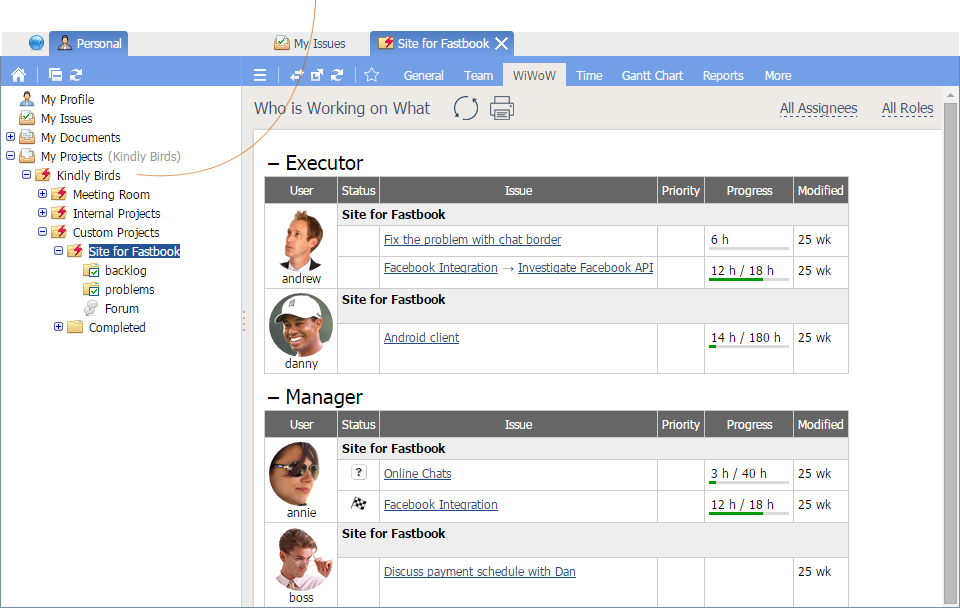 Personal
My Issues
Site for Fastbook
General Team WiWoW Time Gantt Chart Reports More
My Profile
My Issues
My Documents
My Projects (Kindly Birds)
Kindly Birds
Meeting Room
Internal Projects
Custom Projects
Site for Fastbook
backlog
problems
Forum
Completed
Who is Working on What
All Assignees All Roles
– Executor
User Status Issue Priority Progress Modified
Site for Fastbook
Fix the problem with chat border 6 h 25 wk
Facebook Integration → Investigate Facebook API 12 h / 18 h 25 wk
andrew
Site for Fastbook
Android client 14 h / 180 h 25 wk
danny
– Manager
User Status Issue Priority Progress Modified
Site for Fastbook
? Online Chats 3 h / 40 h 25 wk
Facebook Integration 12 h / 18 h 25 wk
annie
Site for Fastbook
Discuss payment schedule with Dan 25 wk
boss